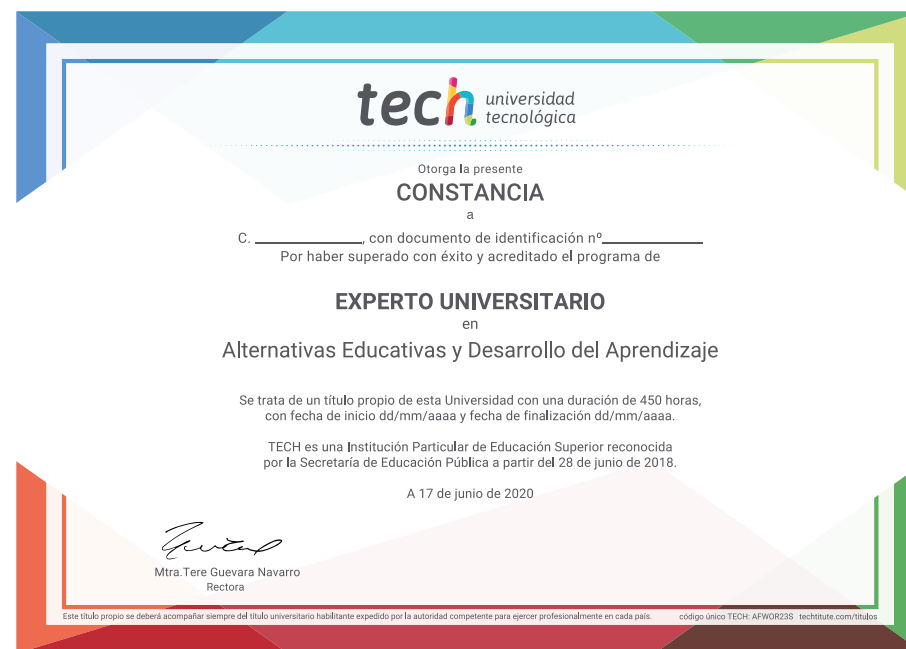 tech universidad
tecnológica
Otorga la presente
CONSTANCIA
a
C. ____________, con documento de identificación nº____________
Por haber superado con éxito y acreditado el programa de
EXPERTO UNIVERSITARIO
en
Alternativas Educativas y Desarrollo del Aprendizaje
Se trata de un título propio de esta Universidad con una duración de 450 horas,
con fecha de inicio dd/mm/aaaa y fecha de finalización dd/mm/aaaa.
TECH es una Institución Particular de Educación Superior reconocida
por la Secretaría de Educación Pública a partir del 28 de junio de 2018.
A 17 de junio de 2020
Mtra.Tere Guevara Navarro
Rectora
Este título propio se deberá acompañar siempre del título universitario habilitante expedido por la autoridad competente para ejercer profesionalmente en cada país. código único TECH: AFWOR23S techtitute.com/titulos